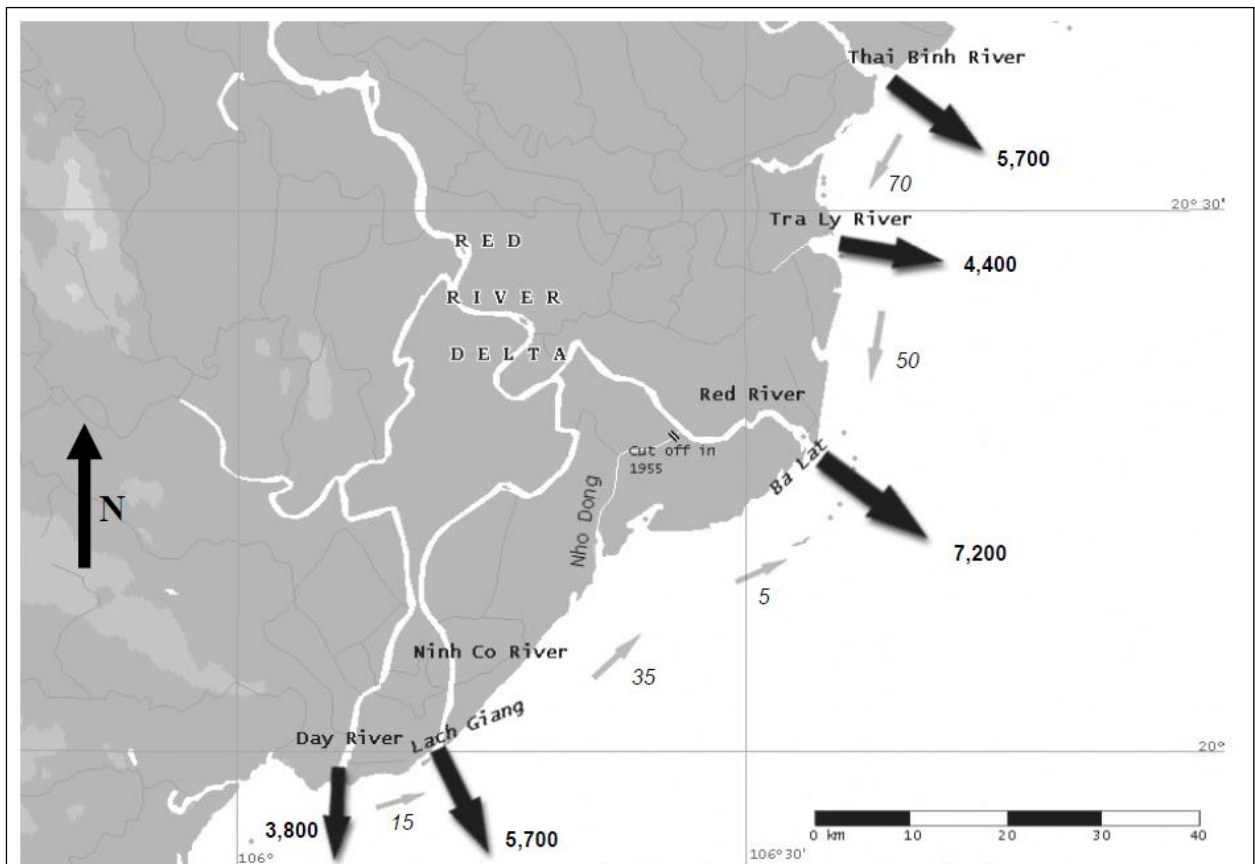 Thai Binh River
5,700
70
20° 30'
Tra Ly River
R E D
4,400
R I V E R
50
D E L T A
Red River
Cut off in
1955
Ba Lat
N
Nho Dong
7,200
5
Ninh Co River
35
Lach Giang
Day River
20°
3,800
15
5,700
0 km 10 20 30 40
106°
106° 30'